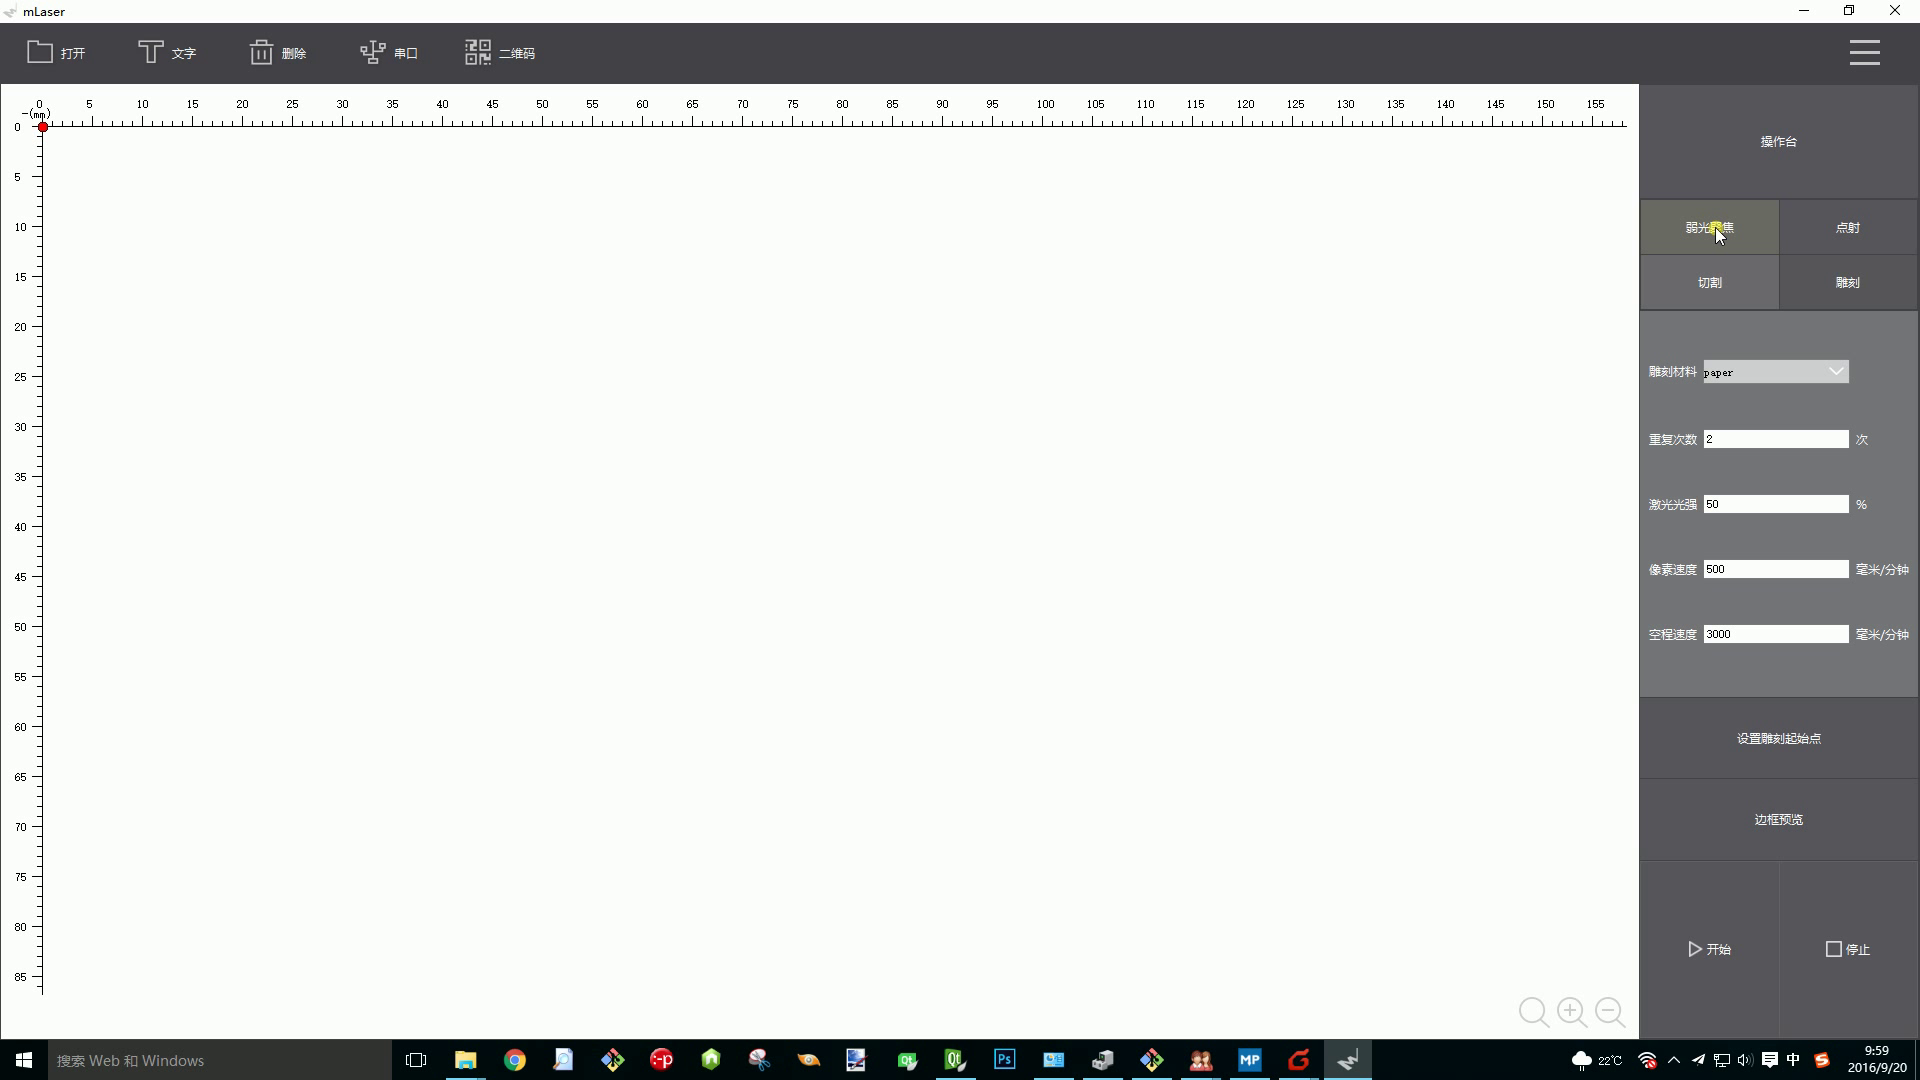 mLaser
打开 文字 删除 串口 二维码
0 5 10 15 20 25 30 35 40 45 50 55 60 65 70 75 80 85 90 95 100 105 110 115 120 125 130 135 140 145 150 155
(mm)
0
5
10
15
20
25
30
35
40
45
50
55
60
65
70
75
80
85
操作台
弱光聚焦 点射
切割 雕刻
雕刻材料 paper
重复次数 2 次
激光光强 50 %
像素速度 500 毫米/分钟
空程速度 3000 毫米/分钟
设置雕刻起始点
边框预览
开始 停止
搜索 Web 和 Windows
:-p
Qt
Qt
Ps
MP
22℃
中
S
9:59
2016/9/20